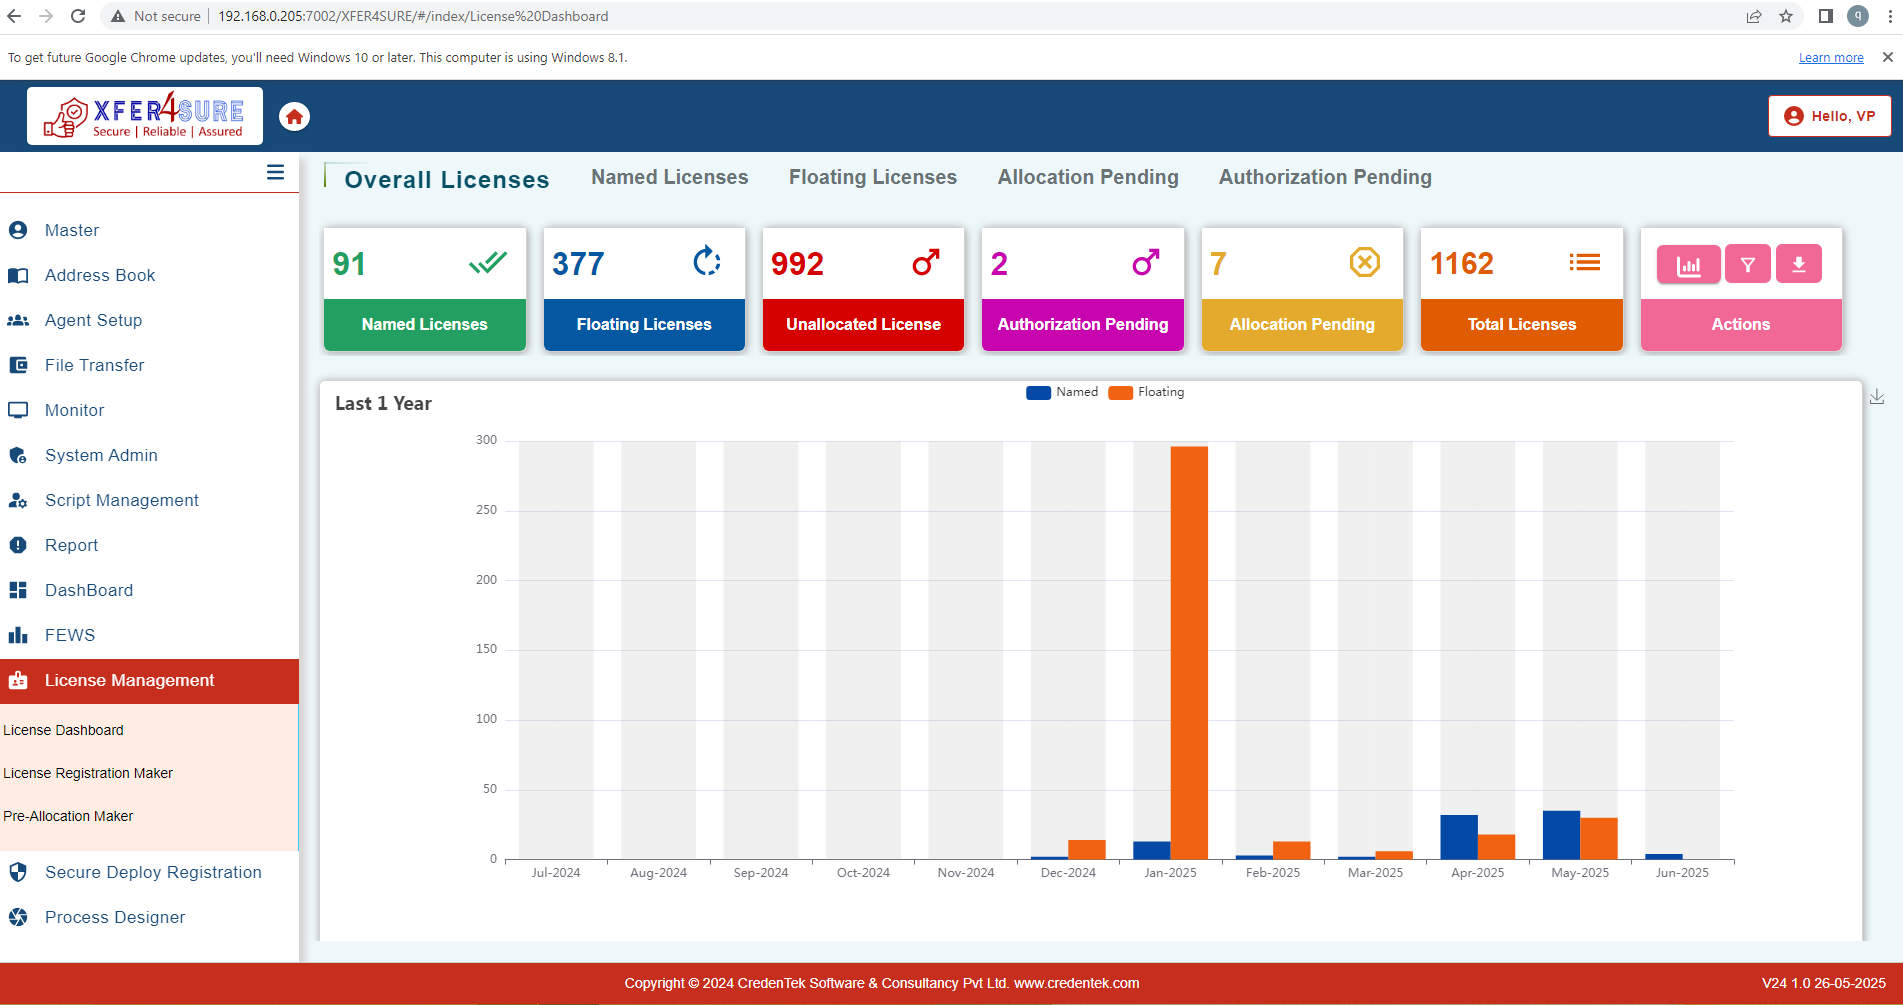 Not secure | 192.168.0.205:7002/XFER4SURE/#/index/License%20Dashboard
q
To get future Google Chrome updates, you'll need Windows 10 or later. This computer is using Windows 8.1.
Learn more
XFER4SURE
Secure | Reliable | Assured
Hello, VP
Master
Address Book
Agent Setup
File Transfer
Monitor
System Admin
Script Management
Report
DashBoard
FEWS
License Management
License Dashboard
License Registration Maker
Pre-Allocation Maker
Secure Deploy Registration
Process Designer
Overall Licenses Named Licenses Floating Licenses Allocation Pending Authorization Pending
91
Named Licenses
377
Floating Licenses
992
Unallocated License
2
Authorization Pending
7
Allocation Pending
1162
Total Licenses
Actions
Last 1 Year
Named Floating
300
250
200
150
100
50
0
Jul-2024 Aug-2024 Sep-2024 Oct-2024 Nov-2024 Dec-2024 Jan-2025 Feb-2025 Mar-2025 Apr-2025 May-2025 Jun-2025
Copyright © 2024 CredenTek Software & Consultancy Pvt Ltd. www.credentek.com
V24 1.0 26-05-2025